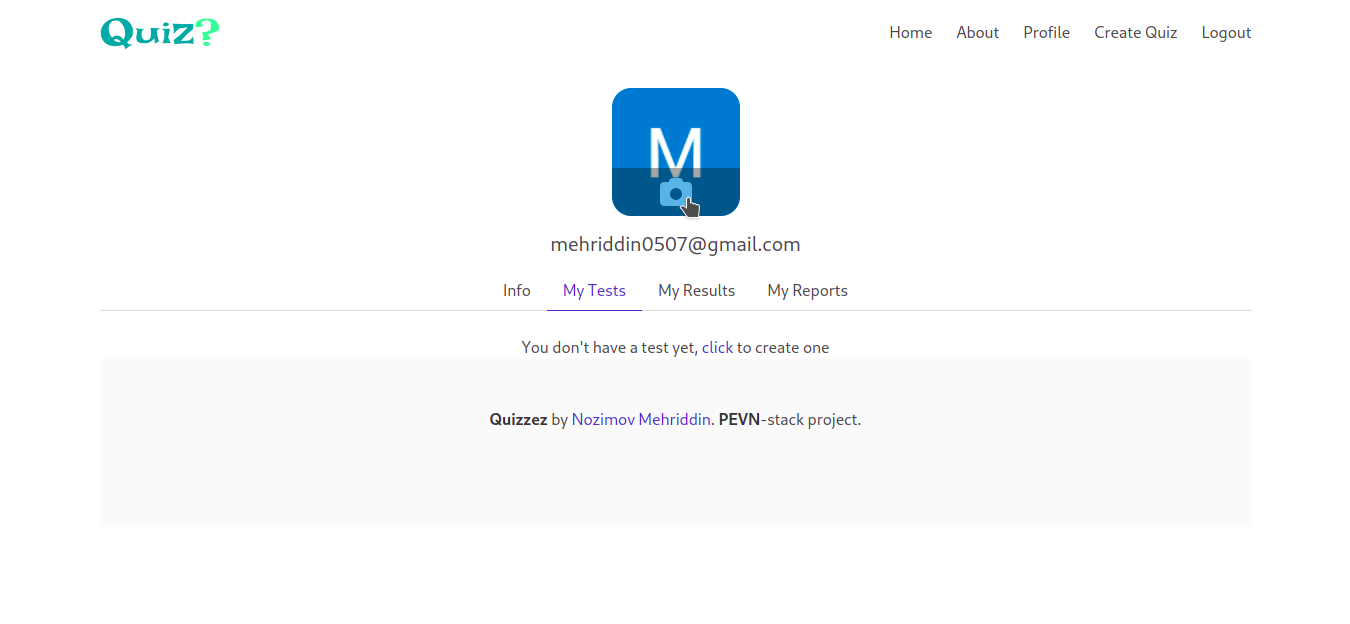 Quiz?
Home About Profile Create Quiz Logout
M
mehriddin0507@gmail.com
Info My Tests My Results My Reports
You don't have a test yet, click to create one
Quizzez by Nozimov Mehriddin. PEVN-stack project.